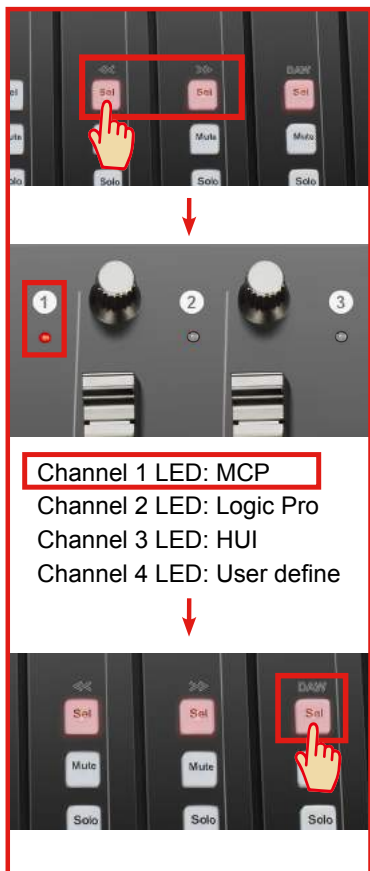 << >> DAW
Sel Sel Sel
Mute Mute
Solo Solo Solo
1 2 3
Channel 1 LED: MCP
Channel 2 LED: Logic Pro
Channel 3 LED: HUI
Channel 4 LED: User define
<< >> DAW
Sel Sel Sel
Mute Mute
Solo Solo Solo